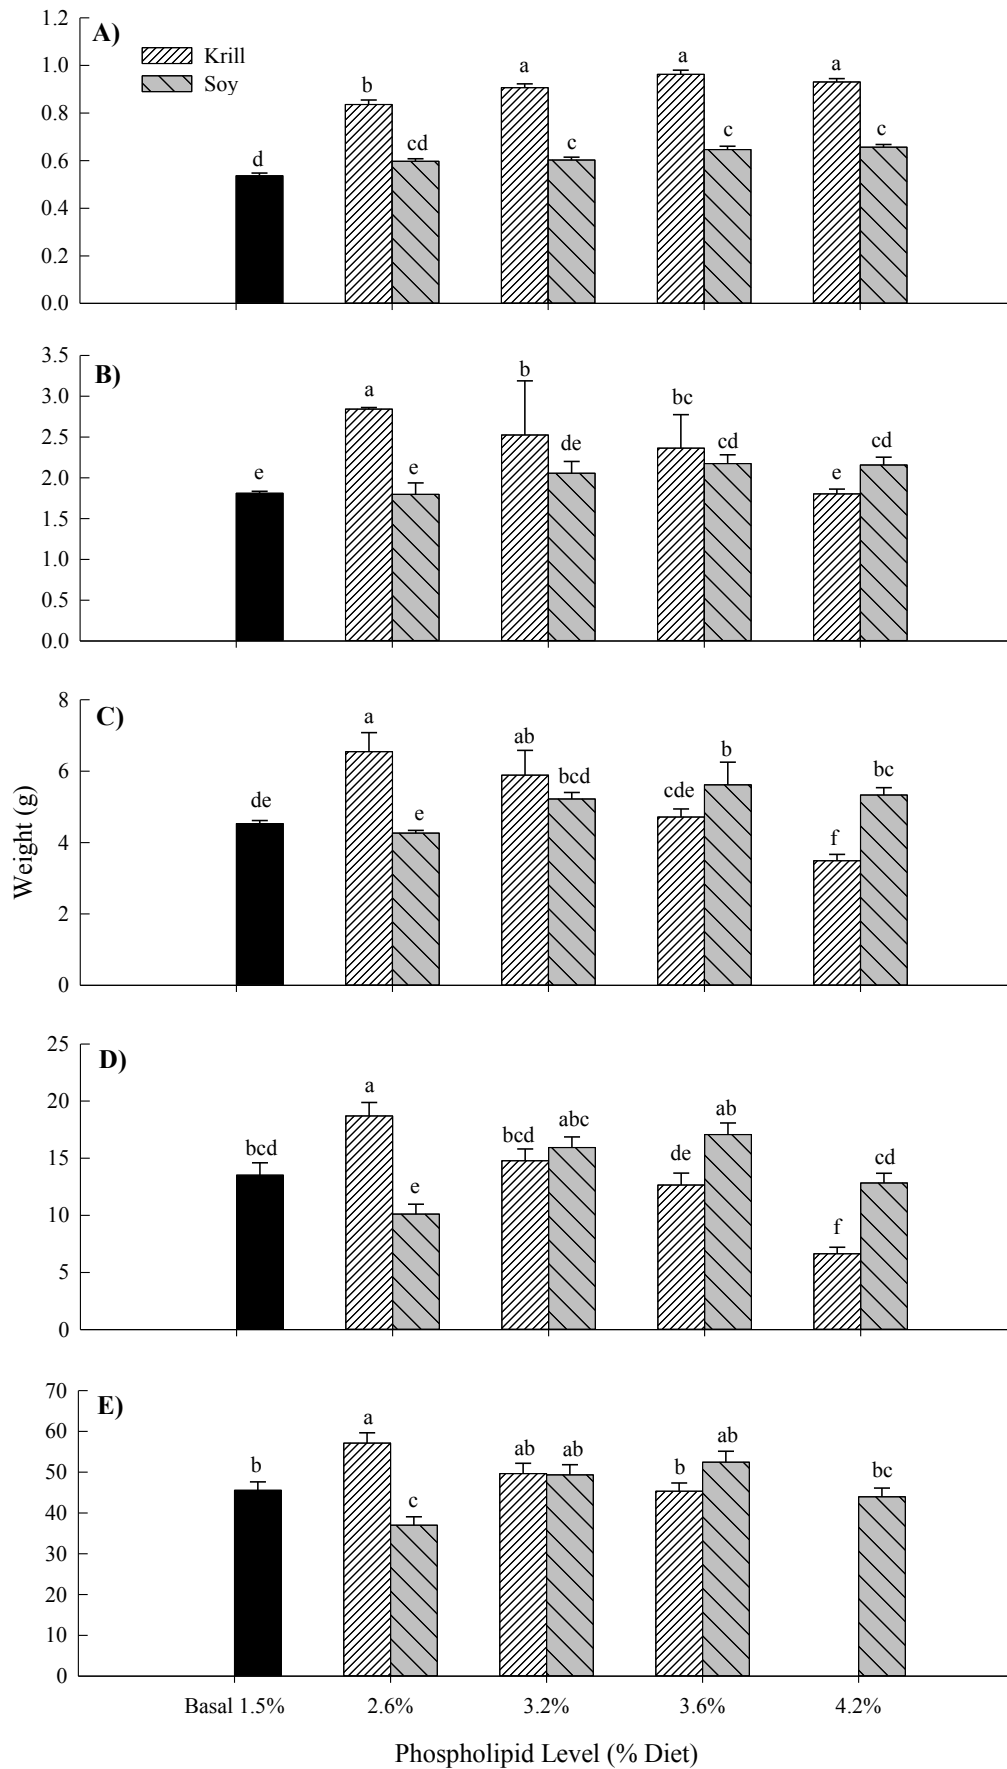 A)
Krill
Soy
1.2
1.0
0.8
0.6
0.4
0.2
0.0
d
b
cd
a
c
a
c
a
c
B)
3.5
3.0
2.5
2.0
1.5
1.0
0.5
0.0
e
a
e
b
de
bc
cd
e
cd
C)
8
6
4
2
0
de
a
e
ab
bcd
cde
b
f
bc
Weight (g)
D)
25
20
15
10
5
0
bcd
a
e
bcd
abc
de
ab
f
cd
E)
70
60
50
40
30
20
10
0
b
a
c
ab
ab
b
ab
bc
Basal 1.5% 2.6% 3.2% 3.6% 4.2%
Phospholipid Level (% Diet)